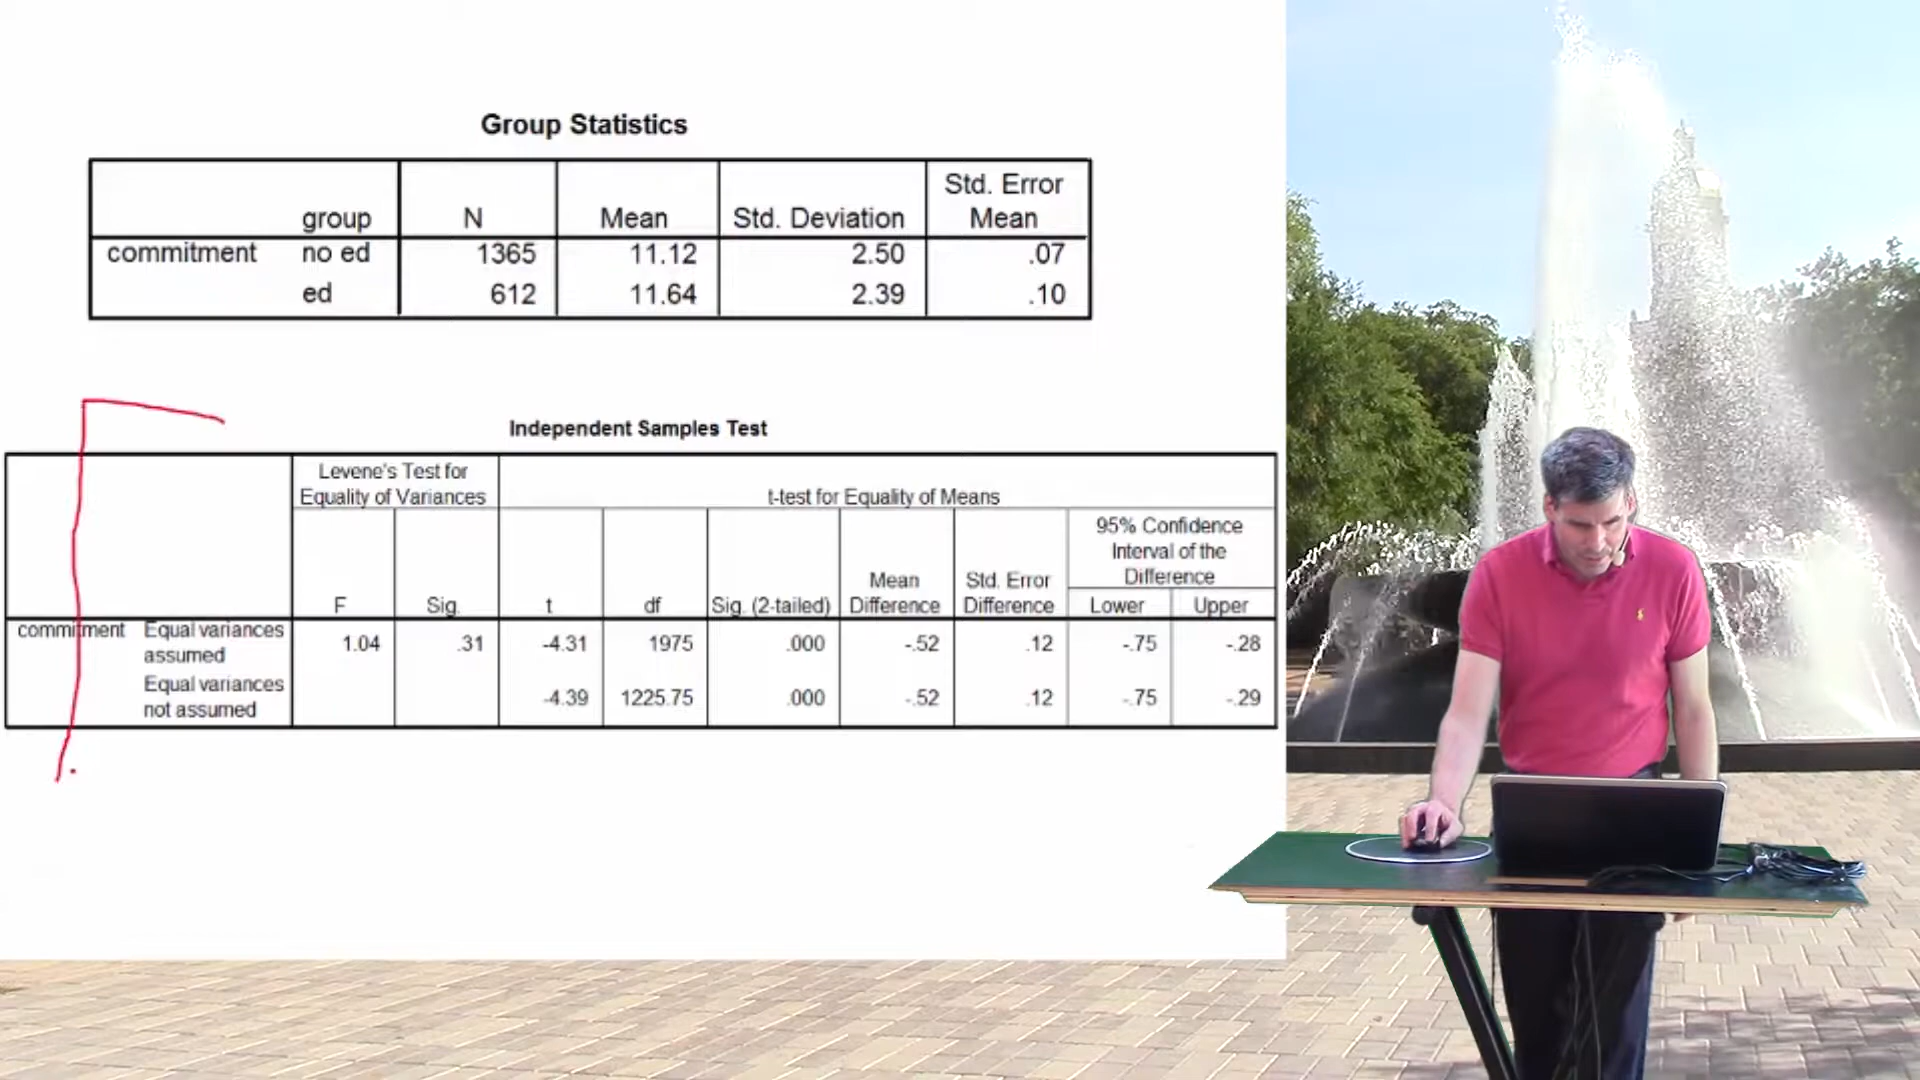 Group Statistics
group N Mean Std. Deviation Std. Error Mean
commitment no ed 1365 11.12 2.50 .07
ed 612 11.64 2.39 .10
Independent Samples Test
Levene's Test for Equality of Variances
t-test for Equality of Means
95% Confidence Interval of the Difference
F Sig. t df Sig. (2-tailed) Mean Difference Std. Error Difference Lower Upper
commitment Equal variances assumed 1.04 .31 -4.31 1975 .000 -.52 .12 -.75 -.28
Equal variances not assumed -4.39 1225.75 .000 -.52 .12 -.75 -.29